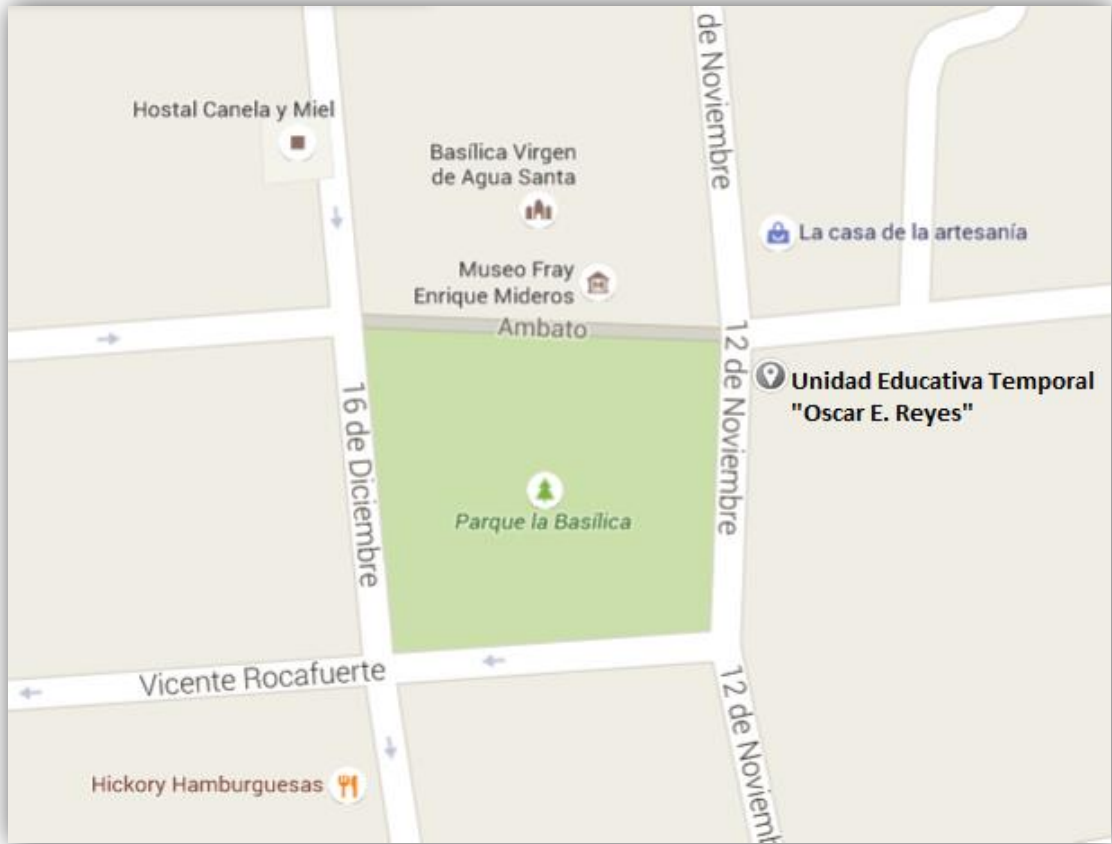 de Noviembre
Hostal Canela y Miel
Basílica Virgen
de Agua Santa
La casa de la artesanía
Museo Fray
Enrique Mideros
Ambato
12 de Noviembre
Unidad Educativa Temporal
"Oscar E. Reyes"
16 de Diciembre
Parque la Basílica
Vicente Rocafuerte
12 de Noviemb
Hickory Hamburguesas